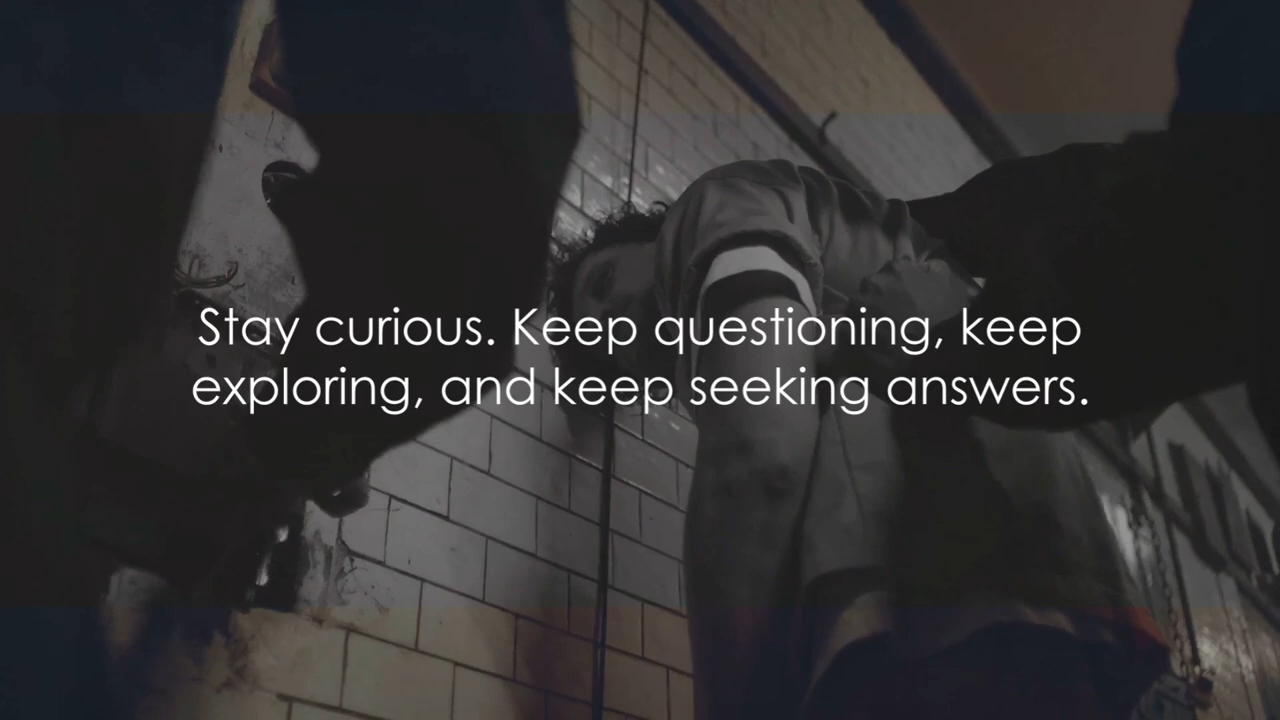 Stay curious. Keep questioning, keep
exploring, and keep seeking answers.